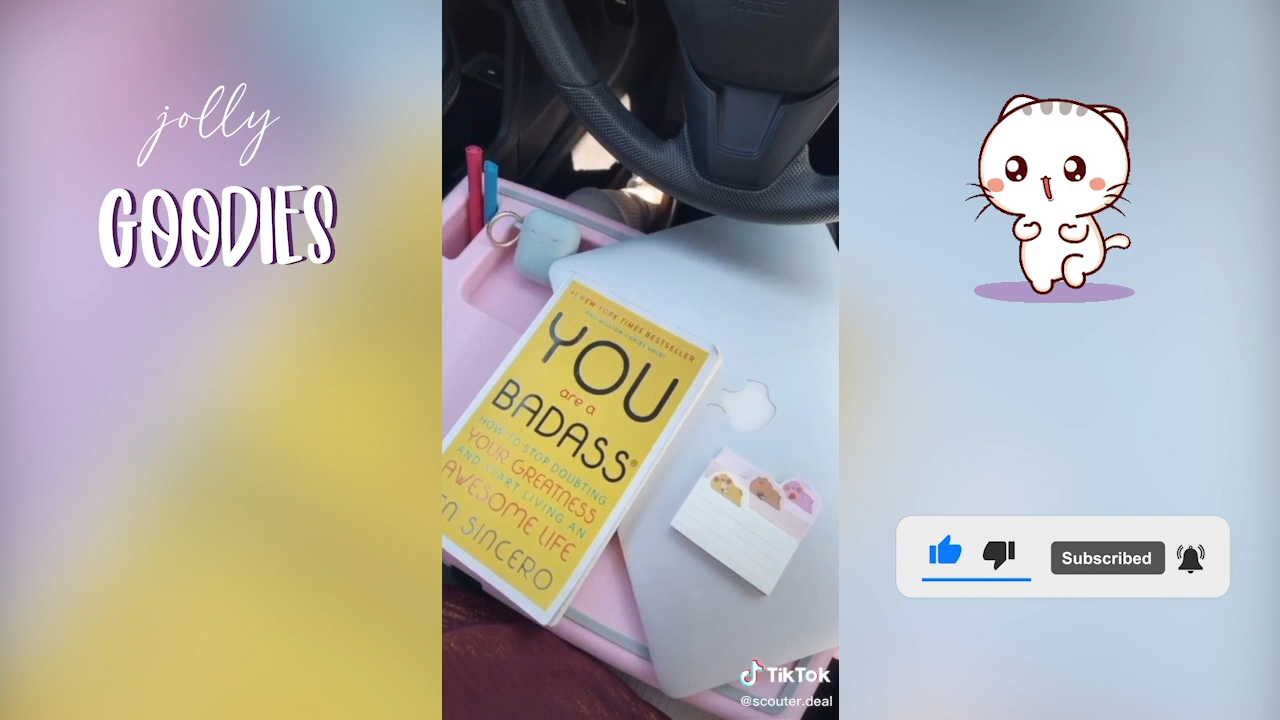 jolly
GOODIES
#1 NEW YORK TIMES BESTSELLER
YOU
are a
BADASS®
HOW TO STOP DOUBTING
YOUR GREATNESS
AND START LIVING AN
AWESOME LIFE
SINCERO
Subscribed
TikTok
@scouter.deal